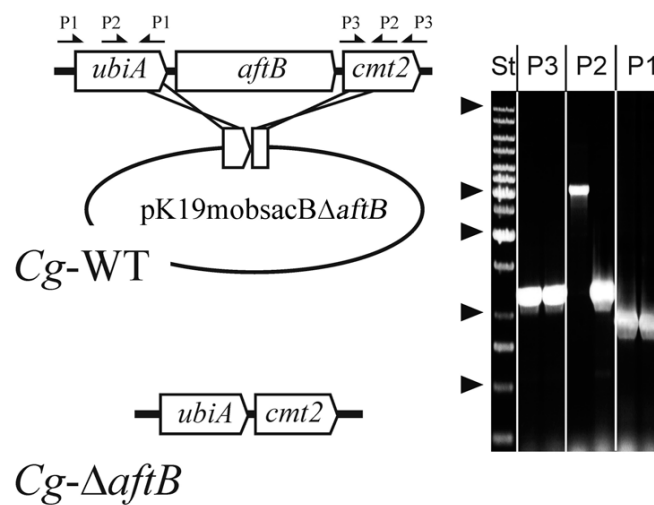 P1 P2 P1 P3 P2 P3
ubiA aftB cmt2
pK19mobsacBΔaftB
Cg-WT
ubiA cmt2
Cg-ΔaftB
St P3 P2 P1